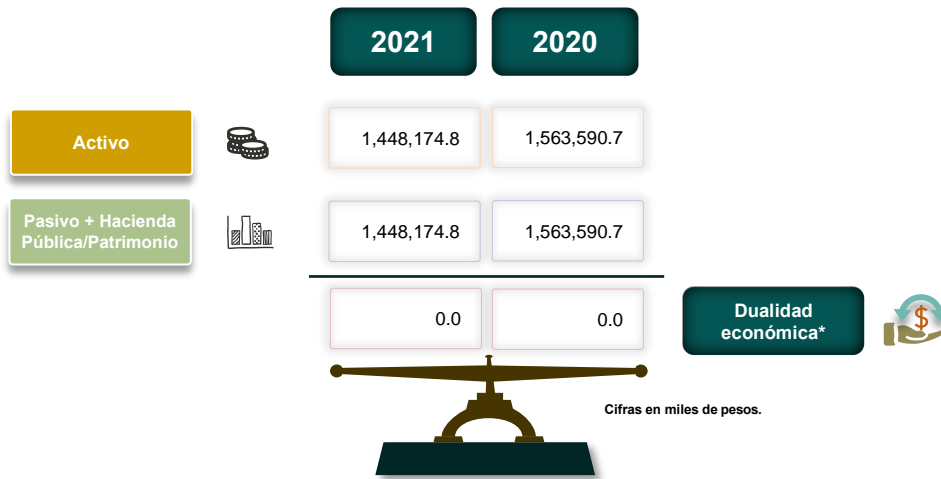 2021 2020
Activo 1,448,174.8 1,563,590.7
Pasivo + Hacienda
Pública/Patrimonio
1,448,174.8 1,563,590.7
0.0 0.0
Dualidad
económica*
$
Cifras en miles de pesos.